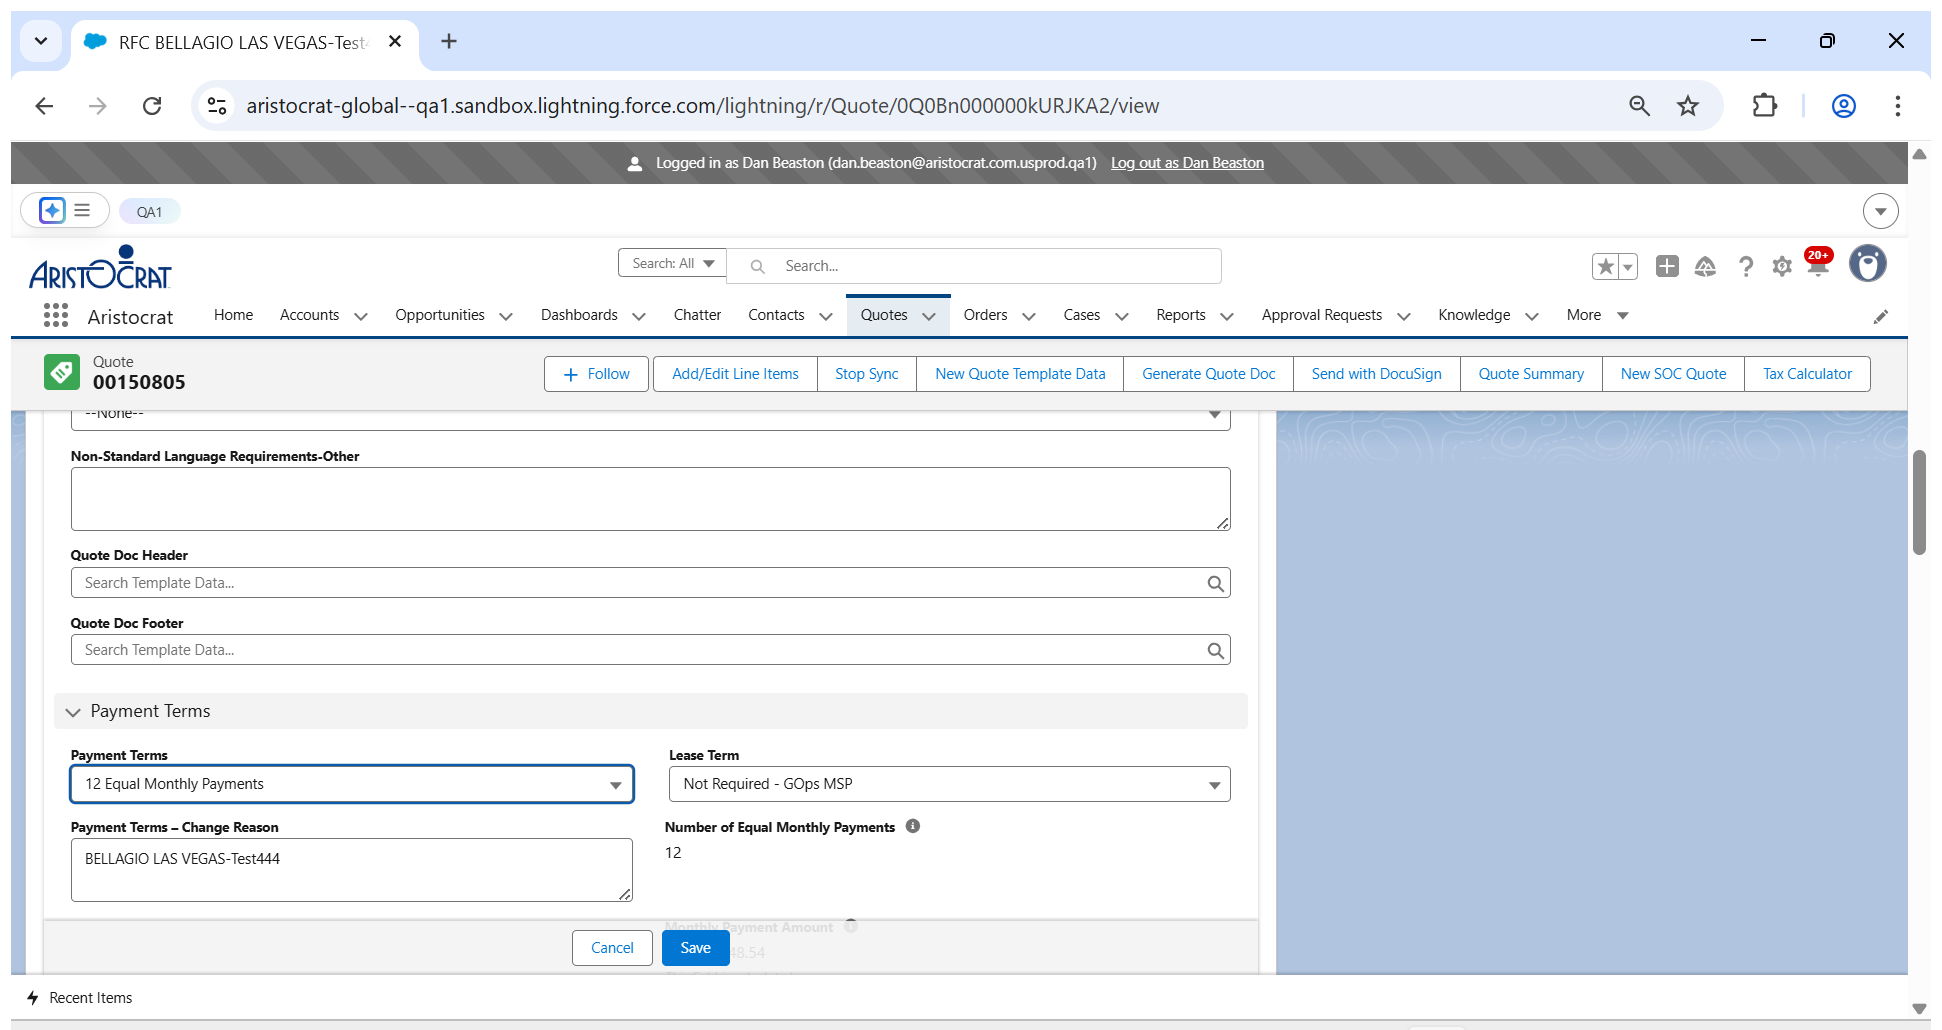 RFC BELLAGIO LAS VEGAS-Test4
aristocrat-global--qa1.sandbox.lightning.force.com/lightning/r/Quote/0Q0Bn000000kURJKA2/view
Logged in as Dan Beaston (dan.beaston@aristocrat.com.usprod.qa1) Log out as Dan Beaston
QA1
ARISTOCRAT
Search: All
Search...
20+
Aristocrat Home Accounts Opportunities Dashboards Chatter Contacts Quotes Orders Cases Reports Approval Requests Knowledge More
Quote
00150805
Follow Add/Edit Line Items Stop Sync New Quote Template Data Generate Quote Doc Send with DocuSign Quote Summary New SOC Quote Tax Calculator
--None--
Non-Standard Language Requirements-Other
Quote Doc Header
Search Template Data...
Quote Doc Footer
Search Template Data...
Payment Terms
Payment Terms Lease Term
12 Equal Monthly Payments Not Required - GOps MSP
Payment Terms – Change Reason Number of Equal Monthly Payments
BELLAGIO LAS VEGAS-Test444 12
Monthly Payment Amount
Cancel Save 48.54
Recent Items